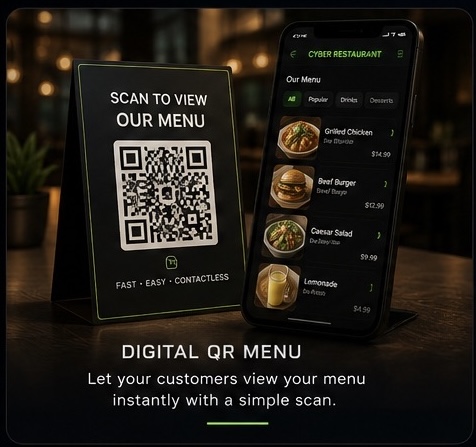 SCAN TO VIEW
OUR MENU
FAST • EASY • CONTACTLESS
CYBER RESTAURANT
Our Menu
All Popular Drinks Desserts
Grilled Chicken
$14.99
Beef Burger
$12.99
Caesar Salad
$9.99
Lemonade
$4.59
DIGITAL QR MENU
Let your customers view your menu
instantly with a simple scan.